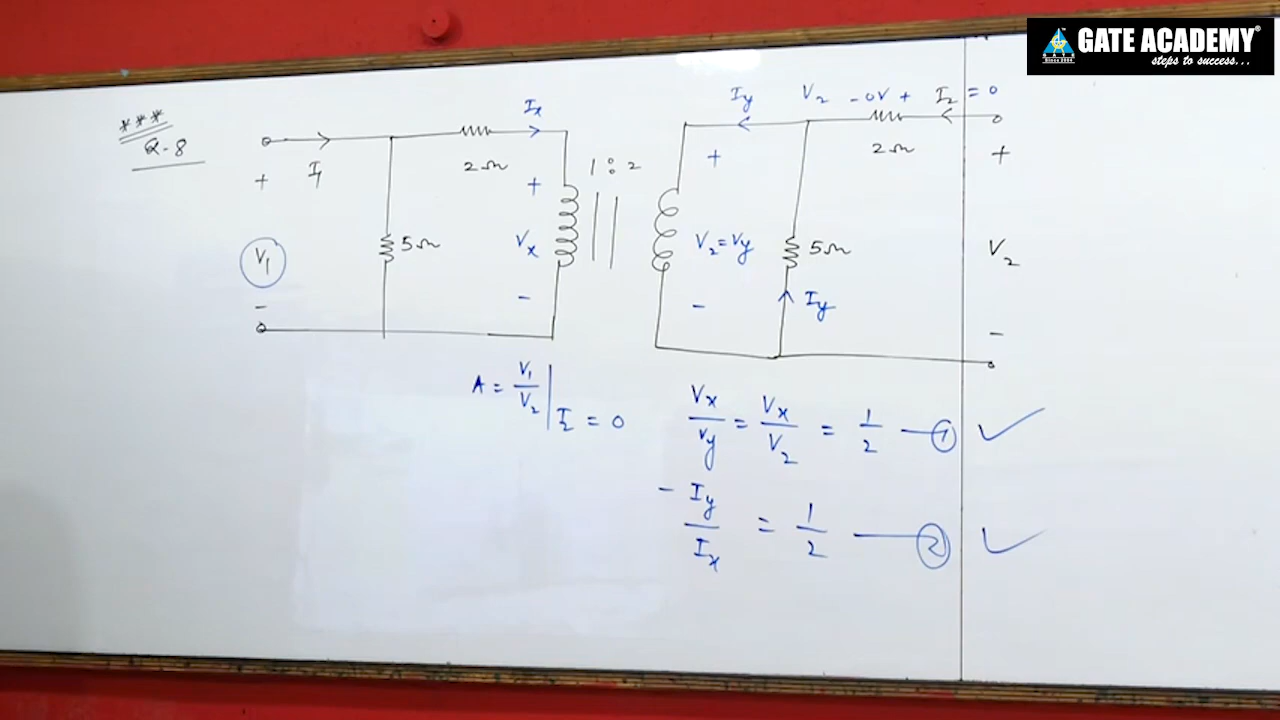 GATE ACADEMY®
Since 2004
steps to success...
***
Q-8
I1
+
V1
-
5Ω
2Ω
Ix
+
Vx
-
1:2
Iy
+
V2=Vy
-
V2
-0V+
I2=0
2Ω
5Ω
Iy
+
V2
-
A = V1/V2 | I2 = 0
Vx/Vy = Vx/V2 = 1/2 — 1 ✓
- Iy/Ix = 1/2 — 2 ✓